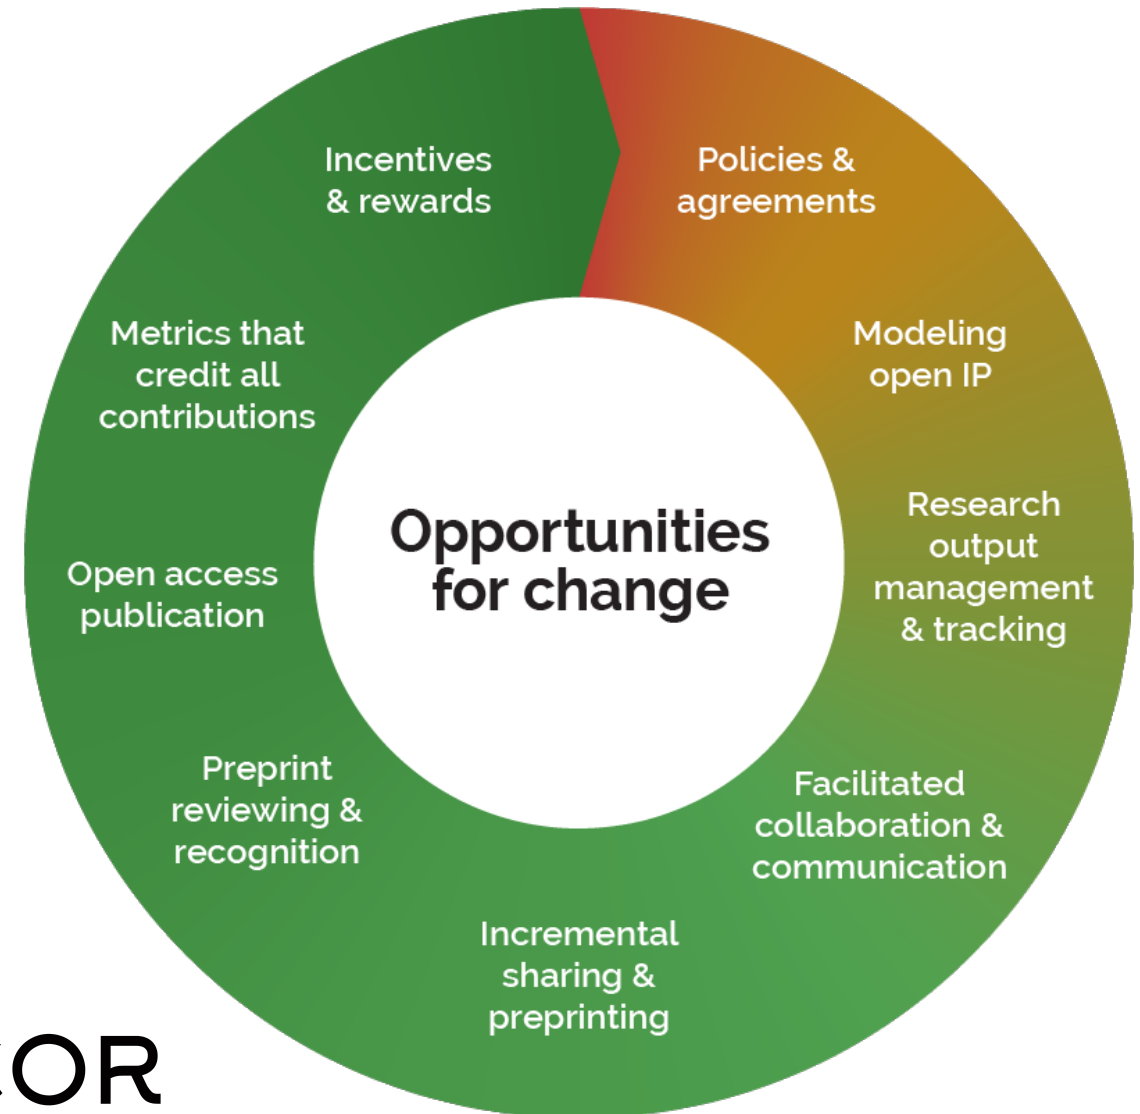 Incentives
& rewards
Policies &
agreements
Modeling
open IP
Research
output
management
& tracking
Facilitated
collaboration &
communication
Incremental
sharing &
preprinting
Preprint
reviewing &
recognition
Open access
publication
Metrics that
credit all
contributions
Opportunities
for change